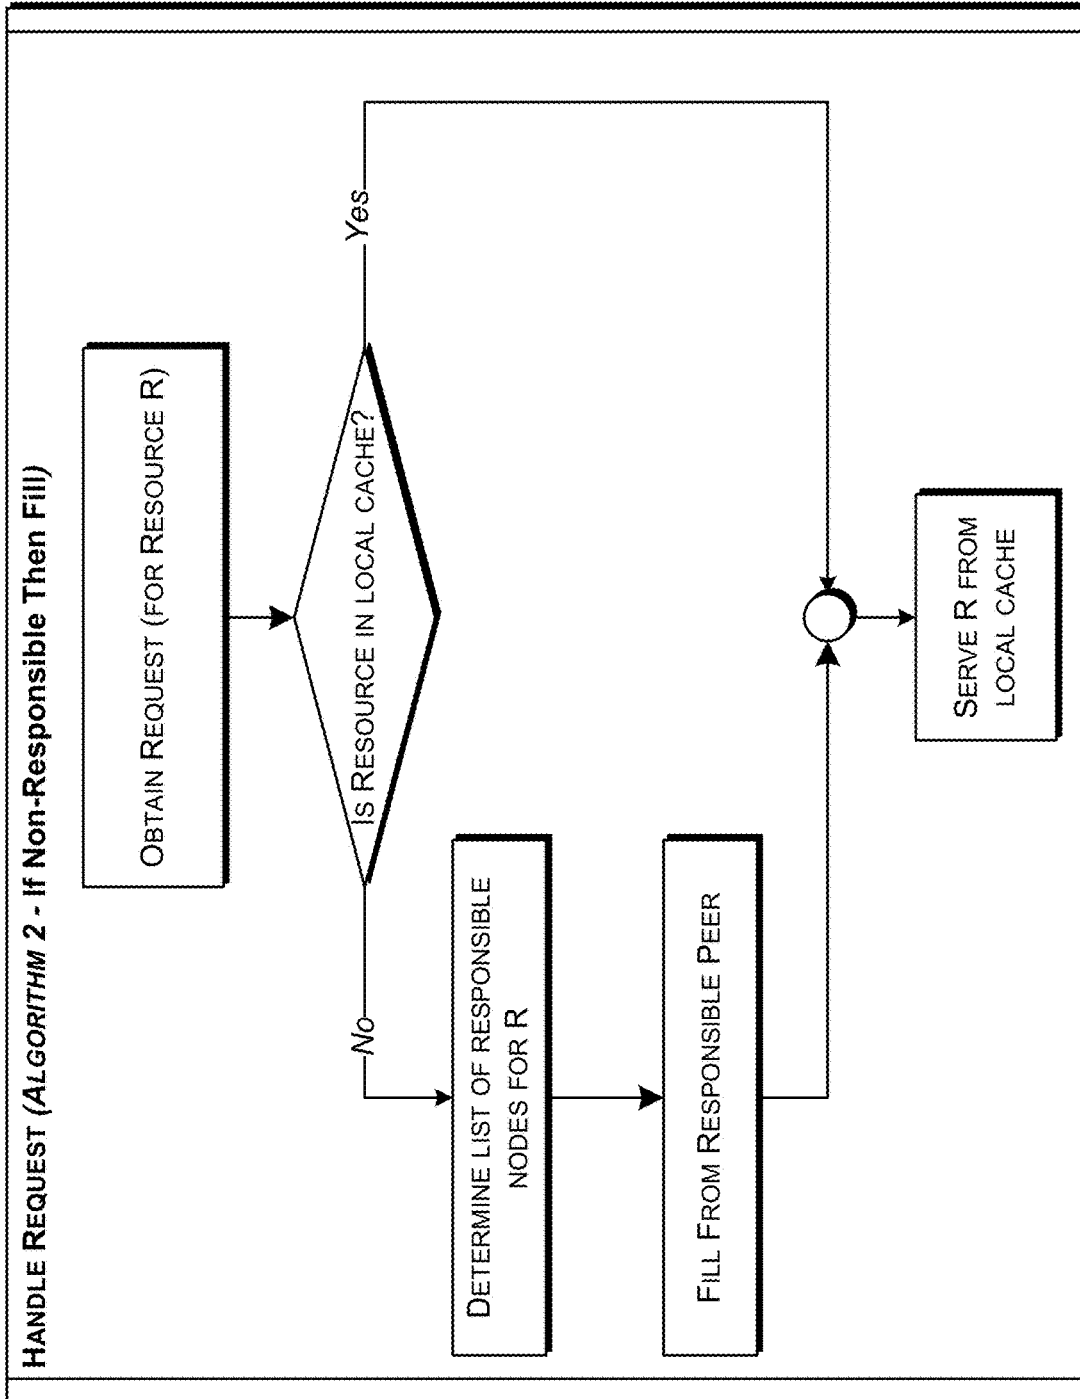 HANDLE REQUEST (ALGORITHM 2 - If Non-Responsible Then Fill)
OBTAIN REQUEST (FOR RESOURCE R)
IS RESOURCE IN LOCAL CACHE?
No
Yes
DETERMINE LIST OF RESPONSIBLE
NODES FOR R
FILL FROM RESPONSIBLE PEER
SERVE R FROM
LOCAL CACHE